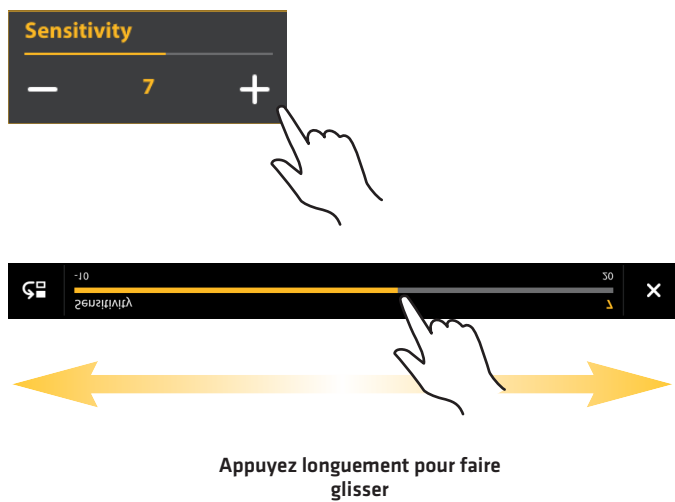 Sensitivity
7
-10 20
Sensitivity 7
Appuyez longuement pour faire
glisser